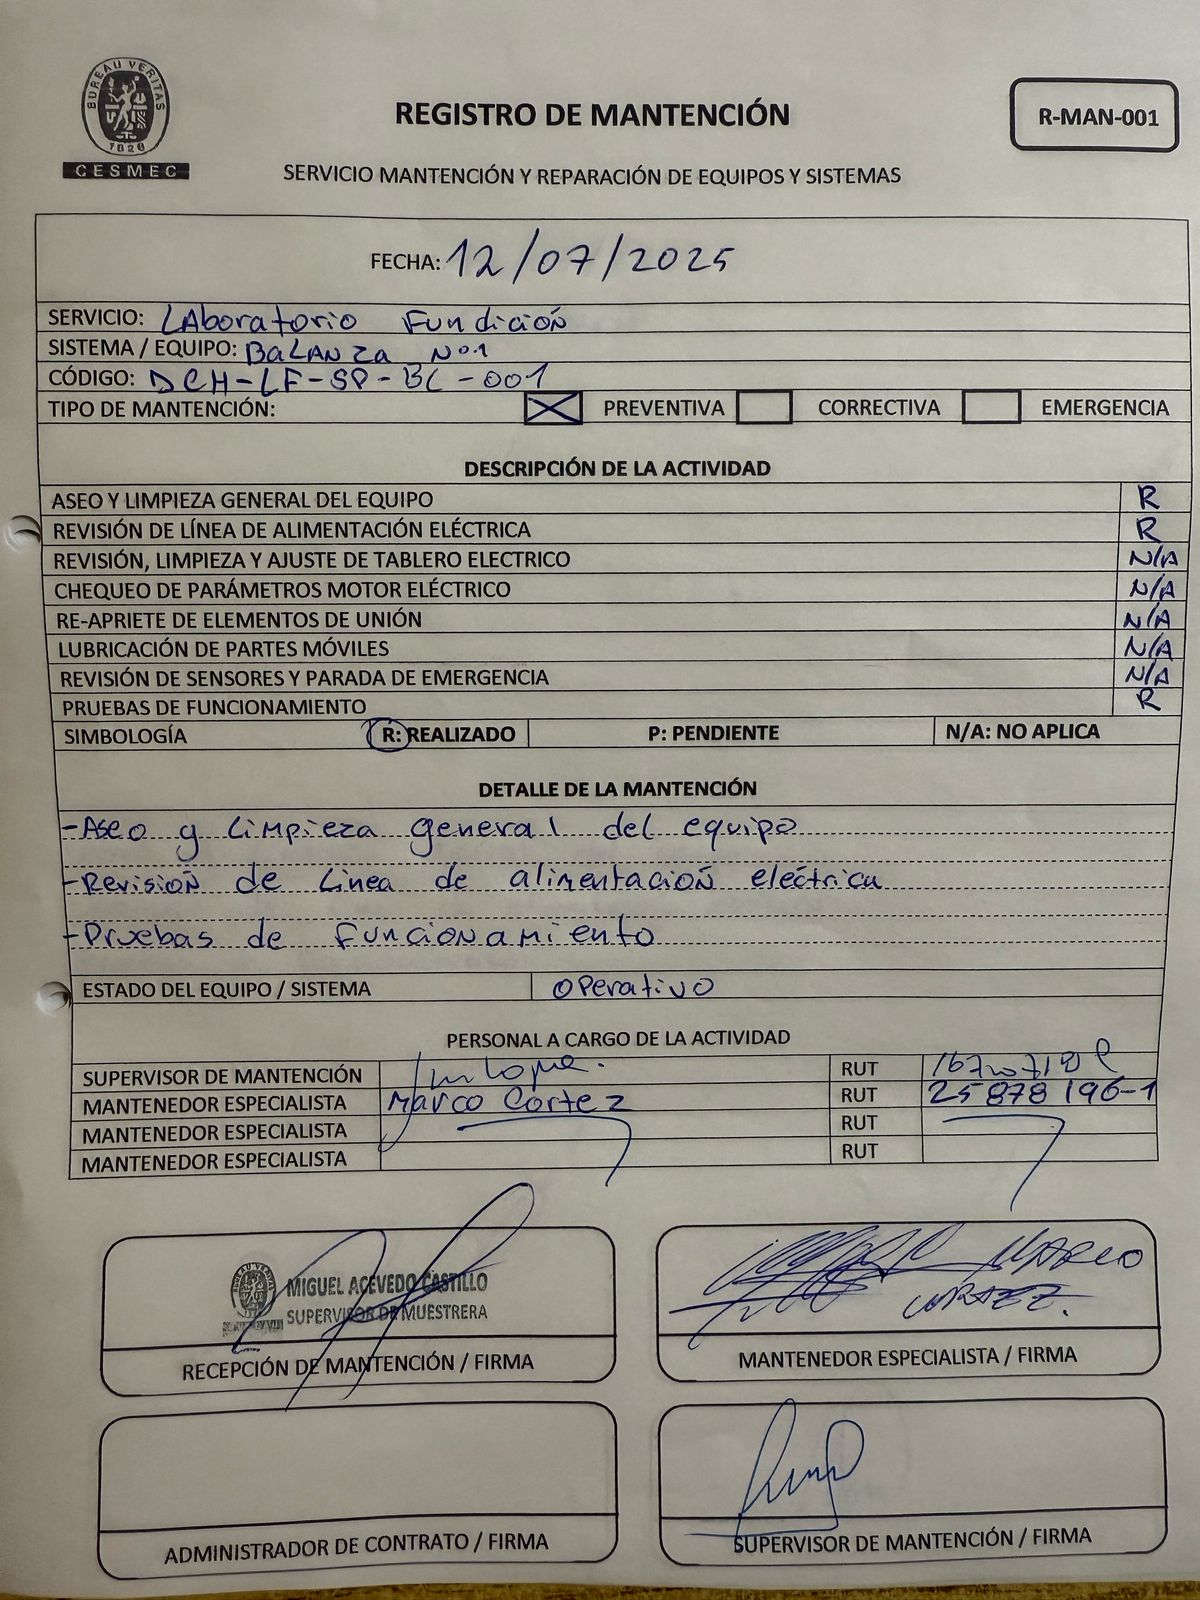 BUREAU VERITAS
1828
CESMEC
REGISTRO DE MANTENCIÓN
R-MAN-001
SERVICIO MANTENCIÓN Y REPARACIÓN DE EQUIPOS Y SISTEMAS
FECHA: 12/07/2025
SERVICIO: LAboratorio Fundición
SISTEMA / EQUIPO: BaLANza Nº1
CÓDIGO: DCH-LF-SP-BL-001
TIPO DE MANTENCIÓN: PREVENTIVA CORRECTIVA EMERGENCIA
DESCRIPCIÓN DE LA ACTIVIDAD
ASEO Y LIMPIEZA GENERAL DEL EQUIPO R
REVISIÓN DE LÍNEA DE ALIMENTACIÓN ELÉCTRICA R
REVISIÓN, LIMPIEZA Y AJUSTE DE TABLERO ELECTRICO N/A
CHEQUEO DE PARÁMETROS MOTOR ELÉCTRICO N/A
RE-APRIETE DE ELEMENTOS DE UNIÓN N/A
LUBRICACIÓN DE PARTES MÓVILES N/A
REVISIÓN DE SENSORES Y PARADA DE EMERGENCIA N/A
PRUEBAS DE FUNCIONAMIENTO R
SIMBOLOGÍA R: REALIZADO P: PENDIENTE N/A: NO APLICA
DETALLE DE LA MANTENCIÓN
-Aseo y Limpieza general del equipo
-Revisión de Linea de alimentación eléctrica
-Pruebas de Funcionamiento
ESTADO DEL EQUIPO / SISTEMA Operativo
PERSONAL A CARGO DE LA ACTIVIDAD
SUPERVISOR DE MANTENCIÓN RUT
MANTENEDOR ESPECIALISTA Marco Cortez RUT 25878196-1
MANTENEDOR ESPECIALISTA RUT
MANTENEDOR ESPECIALISTA RUT
MIGUEL ACEVEDO CASTILLO
SUPERVISOR DE MUESTRERA
RECEPCIÓN DE MANTENCIÓN / FIRMA
MARCO
MANTENEDOR ESPECIALISTA / FIRMA
ADMINISTRADOR DE CONTRATO / FIRMA
SUPERVISOR DE MANTENCIÓN / FIRMA